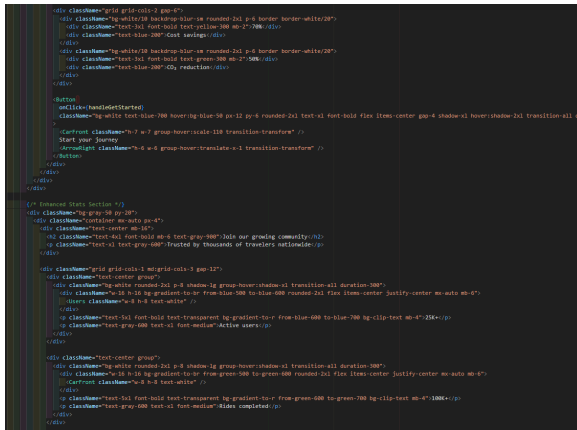 <div className="grid grid-cols-2 gap-6">
<div className="bg-white/10 backdrop-blur-sm rounded-2xl p-6 border border-white/20">
<div className="text-3xl font-bold text-yellow-300 mb-2">70%</div>
<div className="text-blue-200">Cost savings</div>
</div>
<div className="bg-white/10 backdrop-blur-sm rounded-2xl p-6 border border-white/20">
<div className="text-3xl font-bold text-green-300 mb-2">50%</div>
<div className="text-blue-200">CO₂ reduction</div>
</div>
</div>
<Button
onClick={handleGetStarted}
className="bg-white text-blue-700 hover:bg-blue-50 px-12 py-6 rounded-2xl text-xl font-bold flex items-center gap-4 shadow-xl hover:shadow-2xl transition-all
>
<CarFront className="h-7 w-7 group-hover:scale-110 transition-transform" />
Start your journey
<ArrowRight className="h-6 w-6 group-hover:translate-x-1 transition-transform" />
</Button>
</div>
</div>
</div>
</div>
{/* Enhanced Stats Section */}
<div className="bg-gray-50 py-20">
<div className="container mx-auto px-4">
<div className="text-center mb-16">
<h2 className="text-4xl font-bold mb-6 text-gray-900">Join our growing community</h2>
<p className="text-xl text-gray-600">Trusted by thousands of travelers nationwide</p>
</div>
<div className="grid grid-cols-1 md:grid-cols-3 gap-12">
<div className="text-center group">
<div className="bg-white rounded-2xl p-8 shadow-lg group-hover:shadow-xl transition-all duration-300">
<div className="w-16 h-16 bg-gradient-to-br from-blue-500 to-blue-600 rounded-2xl flex items-center justify-center mx-auto mb-6">
<Users className="w-8 h-8 text-white" />
</div>
<p className="text-5xl font-bold text-transparent bg-gradient-to-r from-blue-600 to-blue-700 bg-clip-text mb-4">25K+</p>
<p className="text-gray-600 text-xl font-medium">Active users</p>
</div>
</div>
<div className="text-center group">
<div className="bg-white rounded-2xl p-8 shadow-lg group-hover:shadow-xl transition-all duration-300">
<div className="w-16 h-16 bg-gradient-to-br from-green-500 to-green-600 rounded-2xl flex items-center justify-center mx-auto mb-6">
<CarFront className="w-8 h-8 text-white" />
</div>
<p className="text-5xl font-bold text-transparent bg-gradient-to-r from-green-600 to-green-700 bg-clip-text mb-4">100K+</p>
<p className="text-gray-600 text-xl font-medium">Rides completed</p>
</div>
</div>